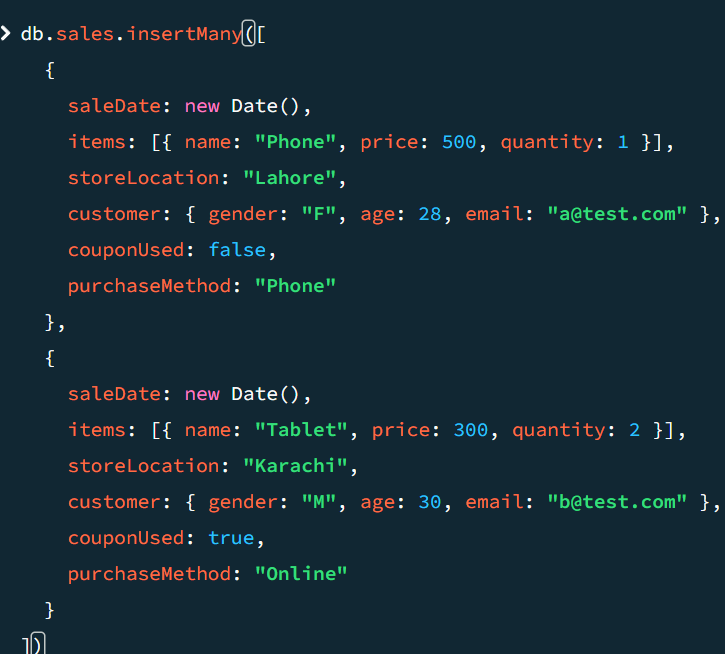 db.sales.insertMany([
{
saleDate: new Date(),
items: [{ name: "Phone", price: 500, quantity: 1 }],
storeLocation: "Lahore",
customer: { gender: "F", age: 28, email: "a@test.com" },
couponUsed: false,
purchaseMethod: "Phone"
},
{
saleDate: new Date(),
items: [{ name: "Tablet", price: 300, quantity: 2 }],
storeLocation: "Karachi",
customer: { gender: "M", age: 30, email: "b@test.com" },
couponUsed: true,
purchaseMethod: "Online"
}
])